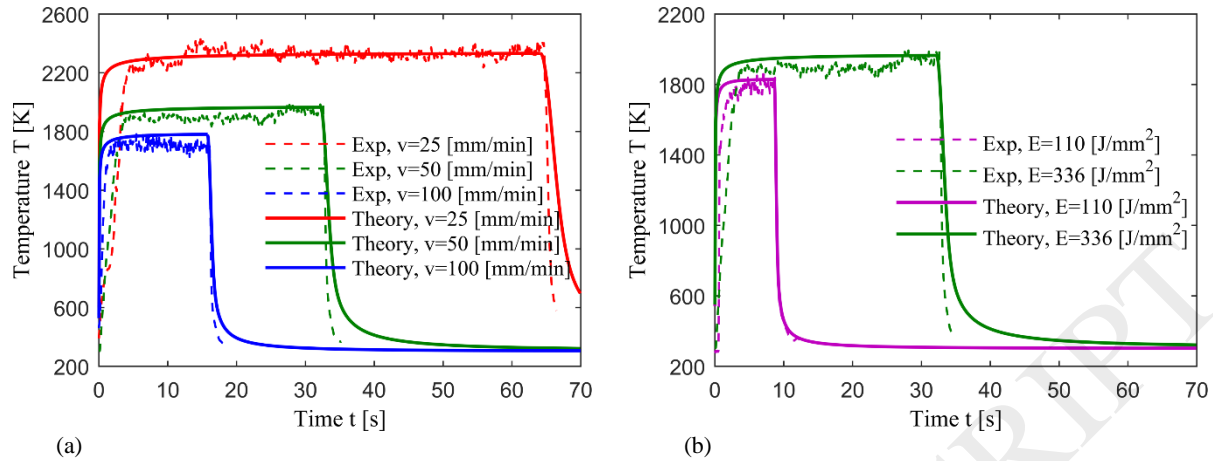 2600
2200
1800
1400
1000
600
200
Temperature T [K]
0 10 20 30 40 50 60 70
Time t [s]
Exp, v=25 [mm/min]
Exp, v=50 [mm/min]
Exp, v=100 [mm/min]
Theory, v=25 [mm/min]
Theory, v=50 [mm/min]
Theory, v=100 [mm/min]
(a)
2200
1800
1400
1000
600
200
Temperature T [K]
0 10 20 30 40 50 60 70
Time t [s]
Exp, E=110 [J/mm²]
Exp, E=336 [J/mm²]
Theory, E=110 [J/mm²]
Theory, E=336 [J/mm²]
(b)
RIPT